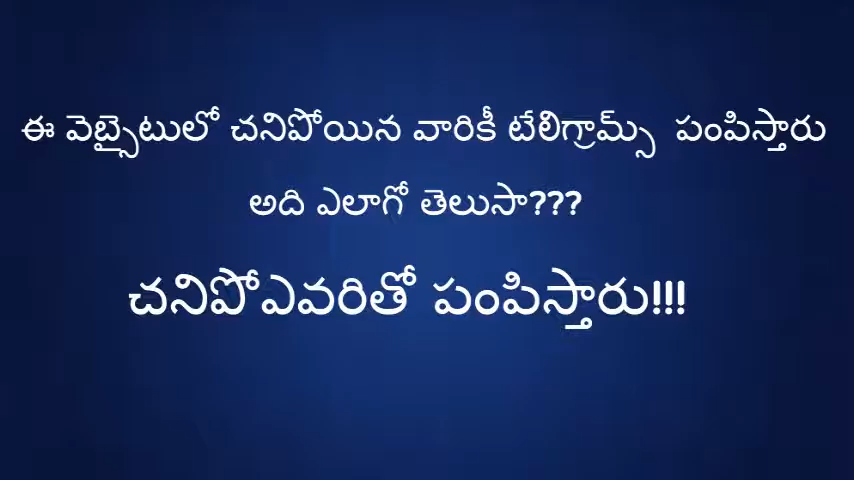 ఈ వెబ్సైటులో చనిపోయిన వారికీ టేలిగ్రామ్స్ పంపిస్తారు
అది ఎలాగో తెలుసా???
చనిపోఎవరితో పంపిస్తారు!!!